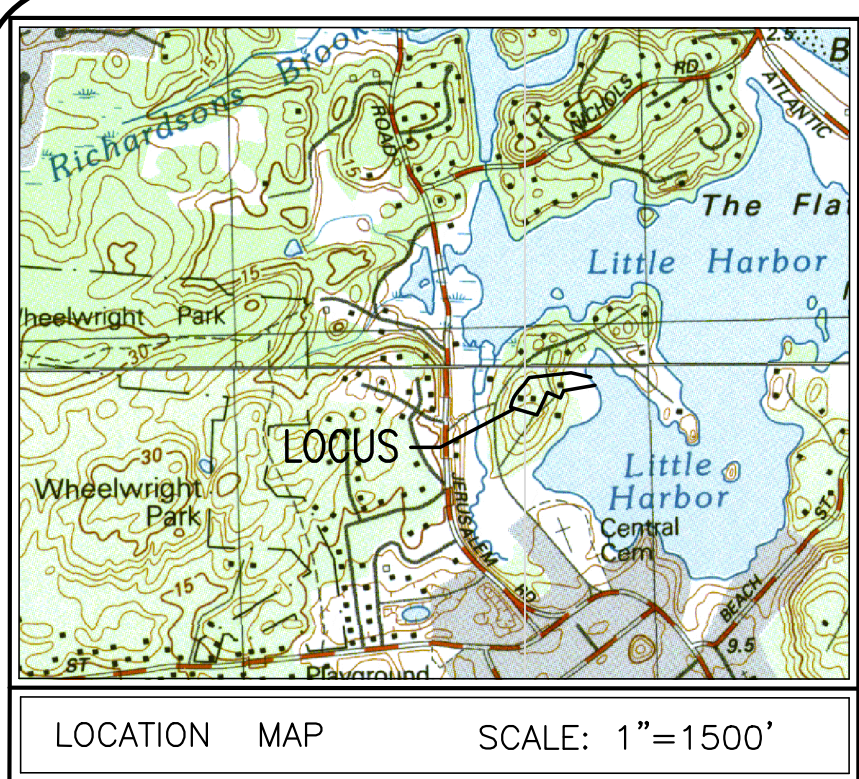 2.5
B
Richardsons Brook
15
ROAD
NICHOLS RD
ATLANTIC
15
The Fla
Little Harbor
15
heelwright Park
30
LOCUS
30
Wheelwright
Park
Little
Harbor
JERUSALEM RD
Central
Cem
15
BEACH ST
9.5
ST
Playground
LOCATION MAP SCALE: 1"=1500'